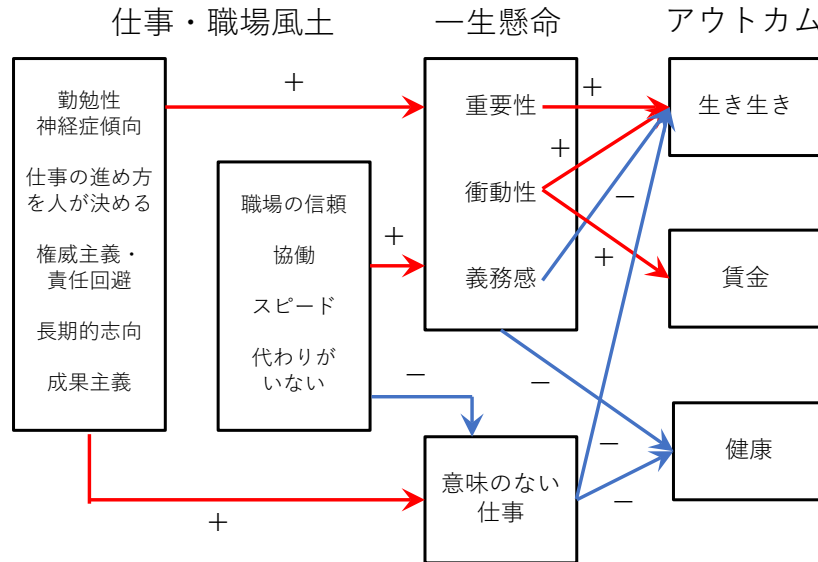 仕事・職場風土
一生懸命
アウトカム
勤勉性
神経症傾向
仕事の進め方
を人が決める
権威主義・
責任回避
長期的志向
成果主義
職場の信頼
協働
スピード
代わりが
いない
重要性
衝動性
義務感
意味のない
仕事
生き生き
賃金
健康
+
+
+
+
−
+
−
−
−
−
+